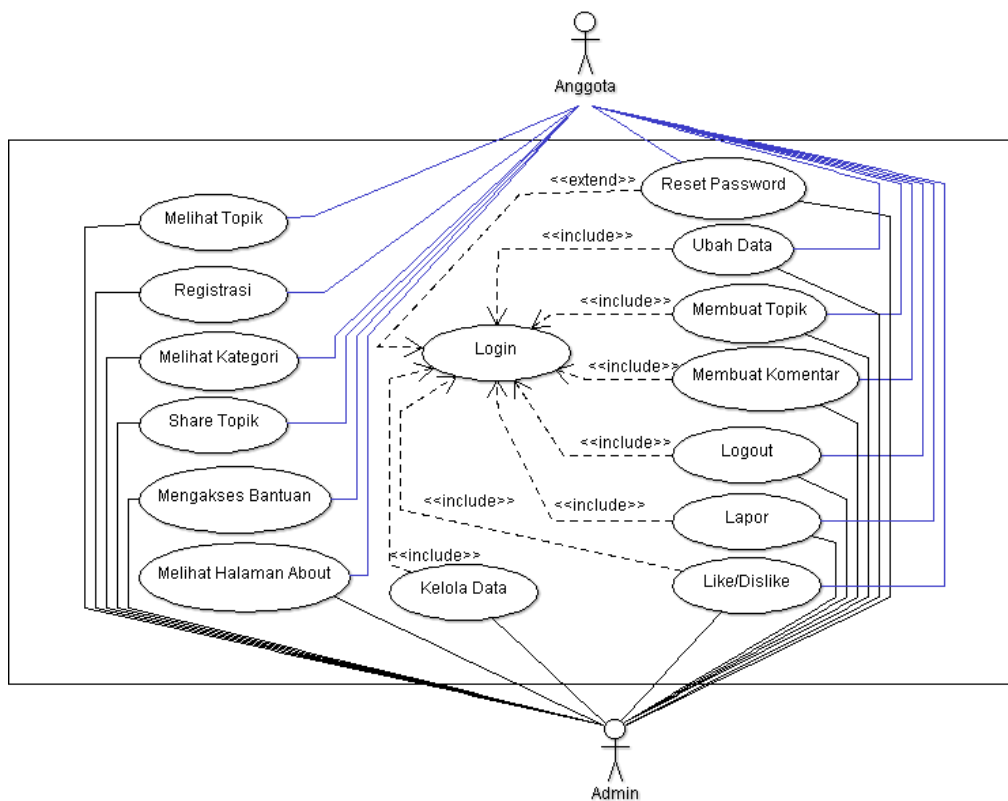 Anggota
<<extend>>
Reset Password
Melihat Topik
<<include>>
Ubah Data
Registrasi
<<include>>
Membuat Topik
Login
Melihat Kategori
<<include>>
Membuat Komentar
Share Topik
<<include>>
Logout
Mengakses Bantuan
<<include>>
Lapor
<<include>>
Melihat Halaman About
Kelola Data
Like/Dislike
Admin